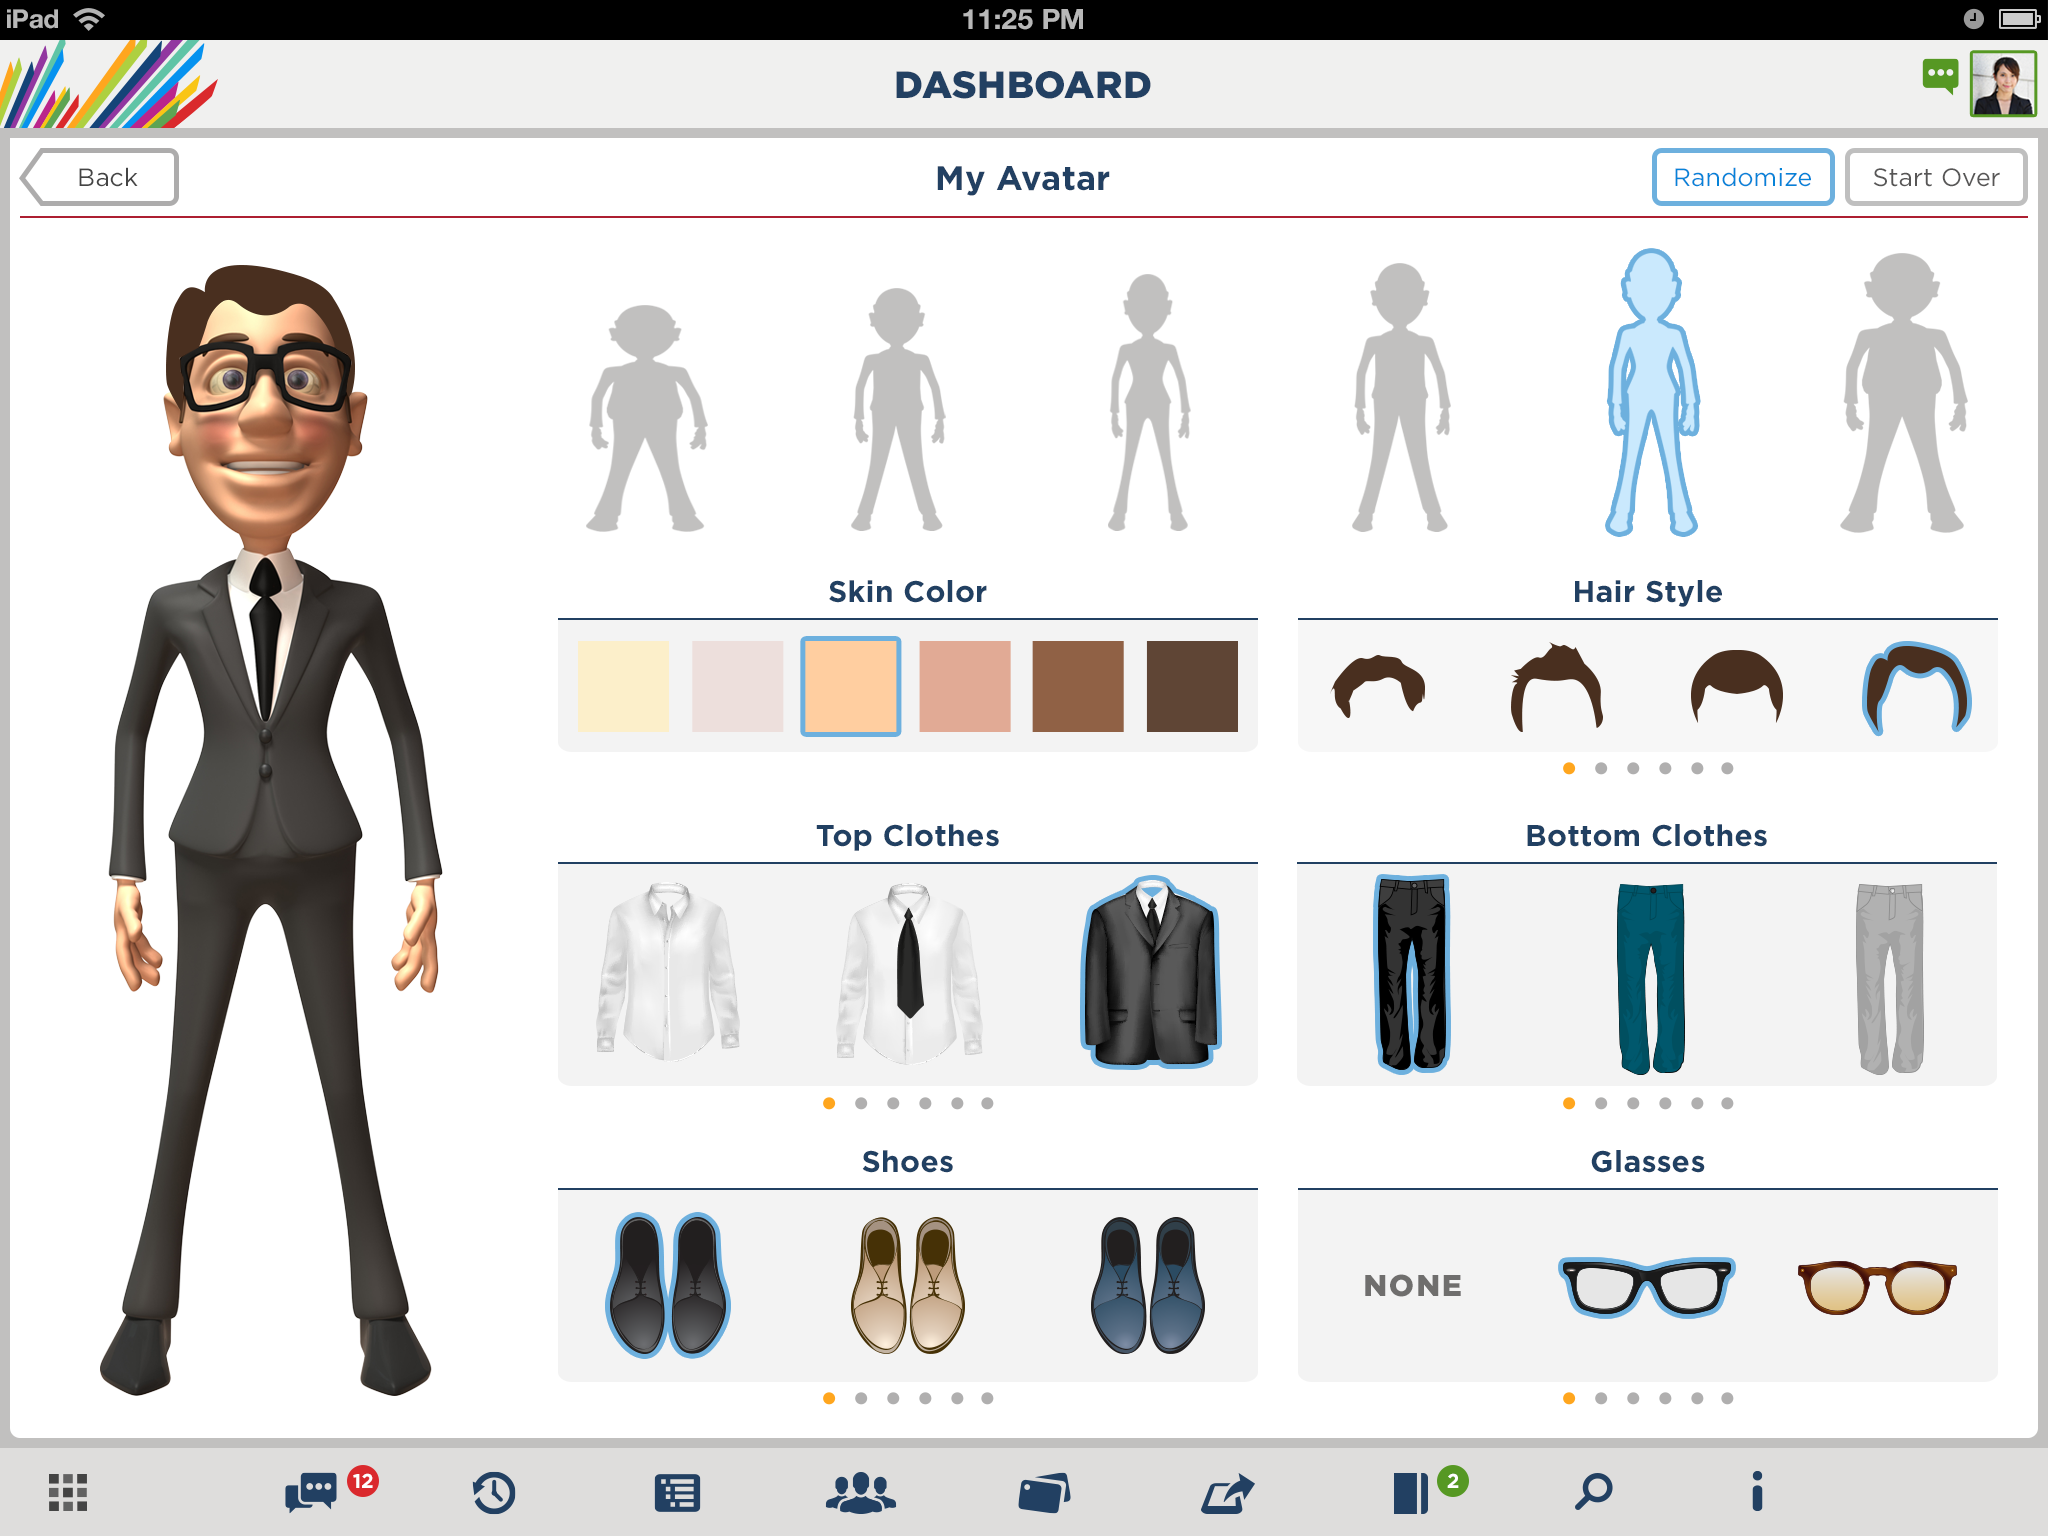 iPad
11:25 PM
DASHBOARD
Back
My Avatar
Randomize
Start Over
Skin Color
Hair Style
Top Clothes
Bottom Clothes
Shoes
Glasses
NONE
12
2